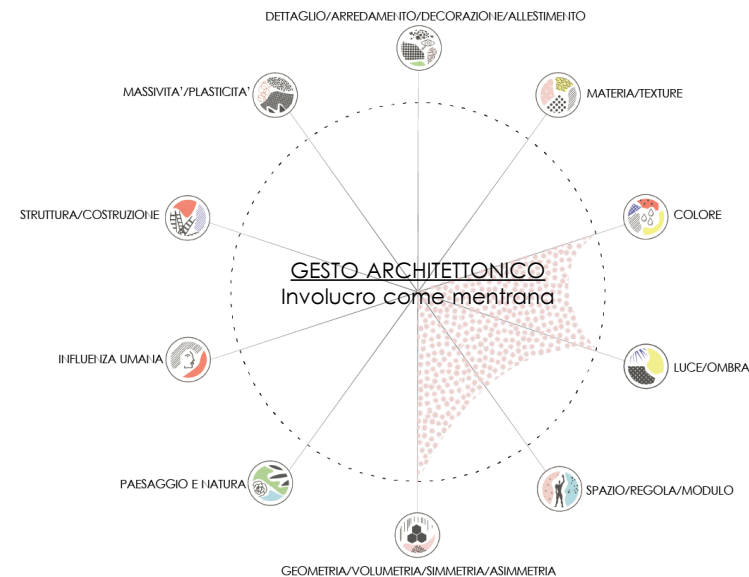 DETTAGLIO/ARREDAMENTO/DECORAZIONE/ALLESTIMENTO
MASSIVITA'/PLASTICITA'
MATERIA/TEXTURE
STRUTTURA/COSTRUZIONE
COLORE
GESTO ARCHITETTONICO
Involucro come mentrana
INFLUENZA UMANA
LUCE/OMBRA
PAESAGGIO E NATURA
SPAZIO/REGOLA/MODULO
GEOMETRIA/VOLUMETRIA/SIMMETRIA/ASIMMETRIA